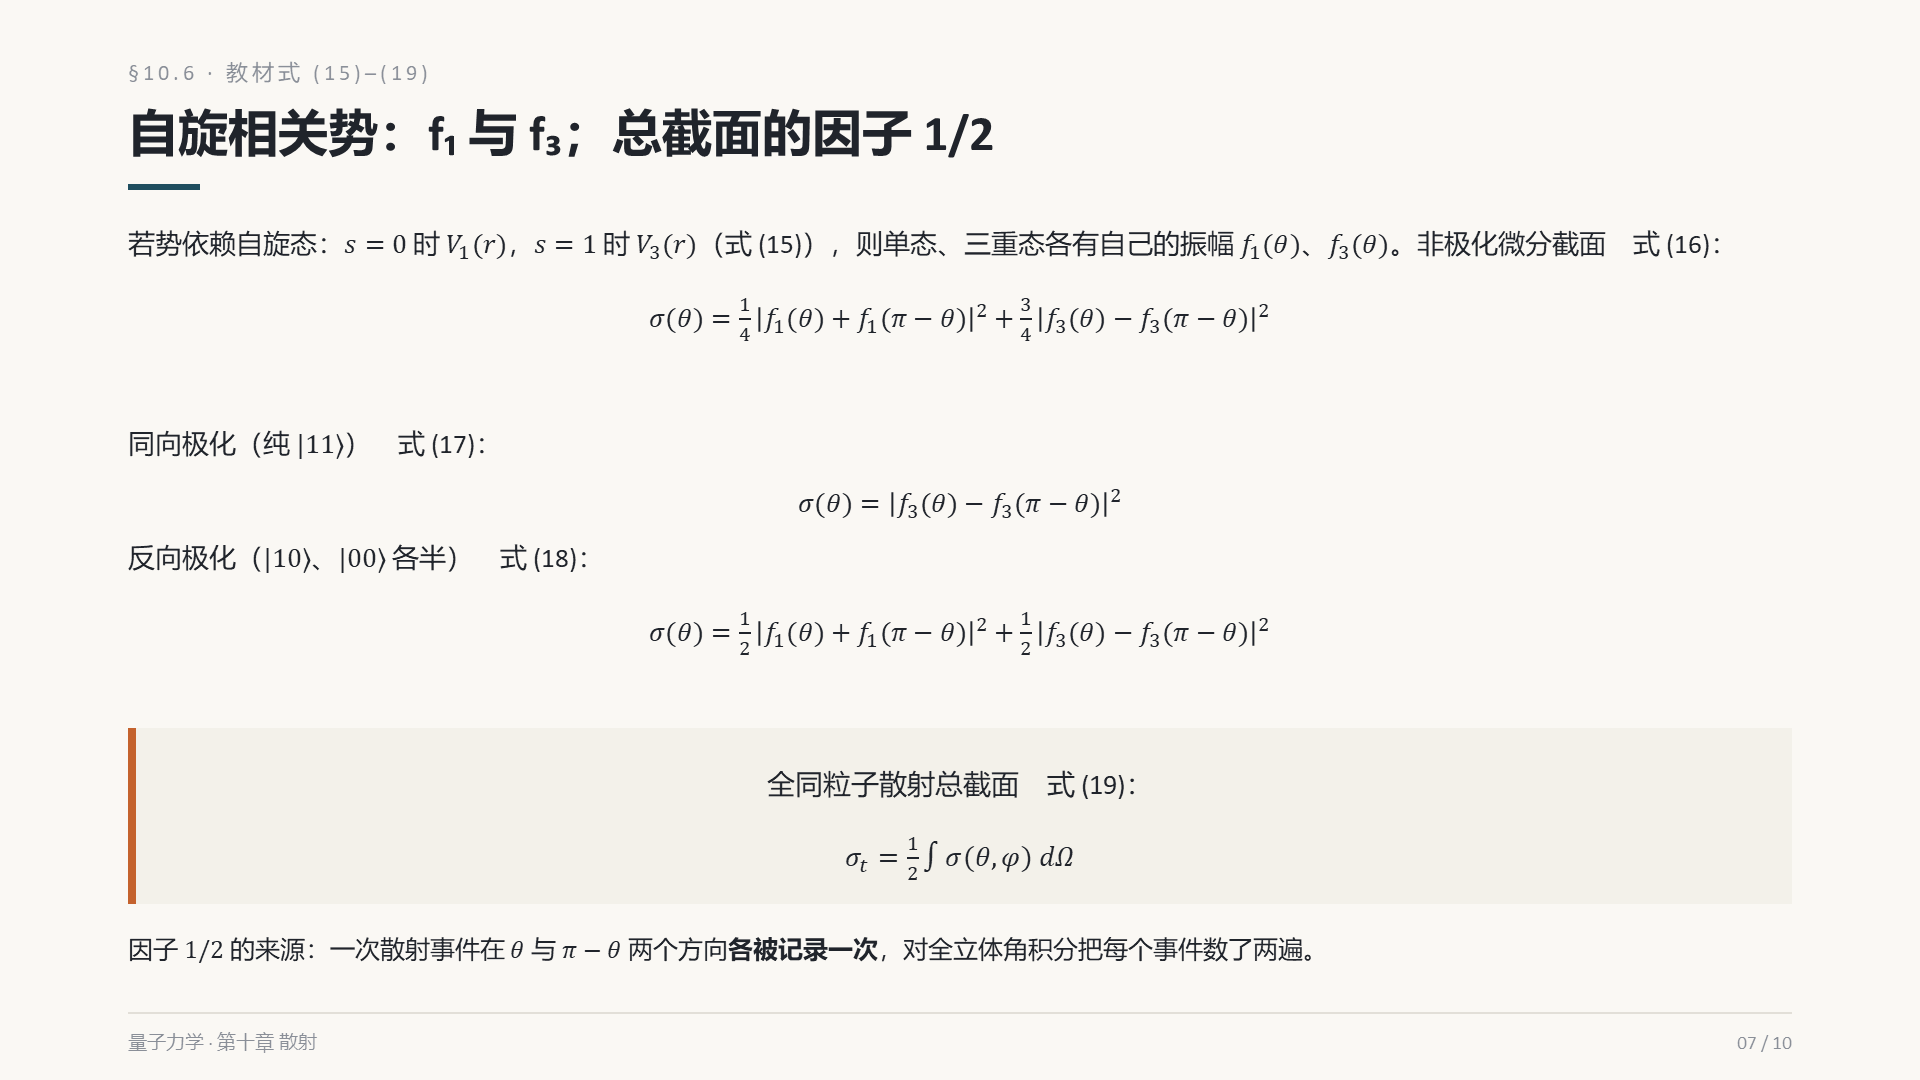 §10.6 · 教材式 (15)–(19)
自旋相关势：f₁ 与 f₃；总截面的因子 1/2
若势依赖自旋态：s = 0 时 V₁(r)，s = 1 时 V₃(r)（式 (15)），则单态、三重态各有自己的振幅 f₁(θ)、f₃(θ)。非极化微分截面　式 (16)：
σ(θ) = 1/4 |f₁(θ) + f₁(π − θ)|² + 3/4 |f₃(θ) − f₃(π − θ)|²
同向极化（纯 |11⟩）　式 (17)：
σ(θ) = |f₃(θ) − f₃(π − θ)|²
反向极化（|10⟩、|00⟩ 各半）　式 (18)：
σ(θ) = 1/2 |f₁(θ) + f₁(π − θ)|² + 1/2 |f₃(θ) − f₃(π − θ)|²
全同粒子散射总截面　式 (19)：
σₜ = 1/2 ∫ σ(θ, φ) dΩ
因子 1/2 的来源：一次散射事件在 θ 与 π − θ 两个方向各被记录一次，对全立体角积分把每个事件数了两遍。
量子力学 · 第十章 散射
07 / 10